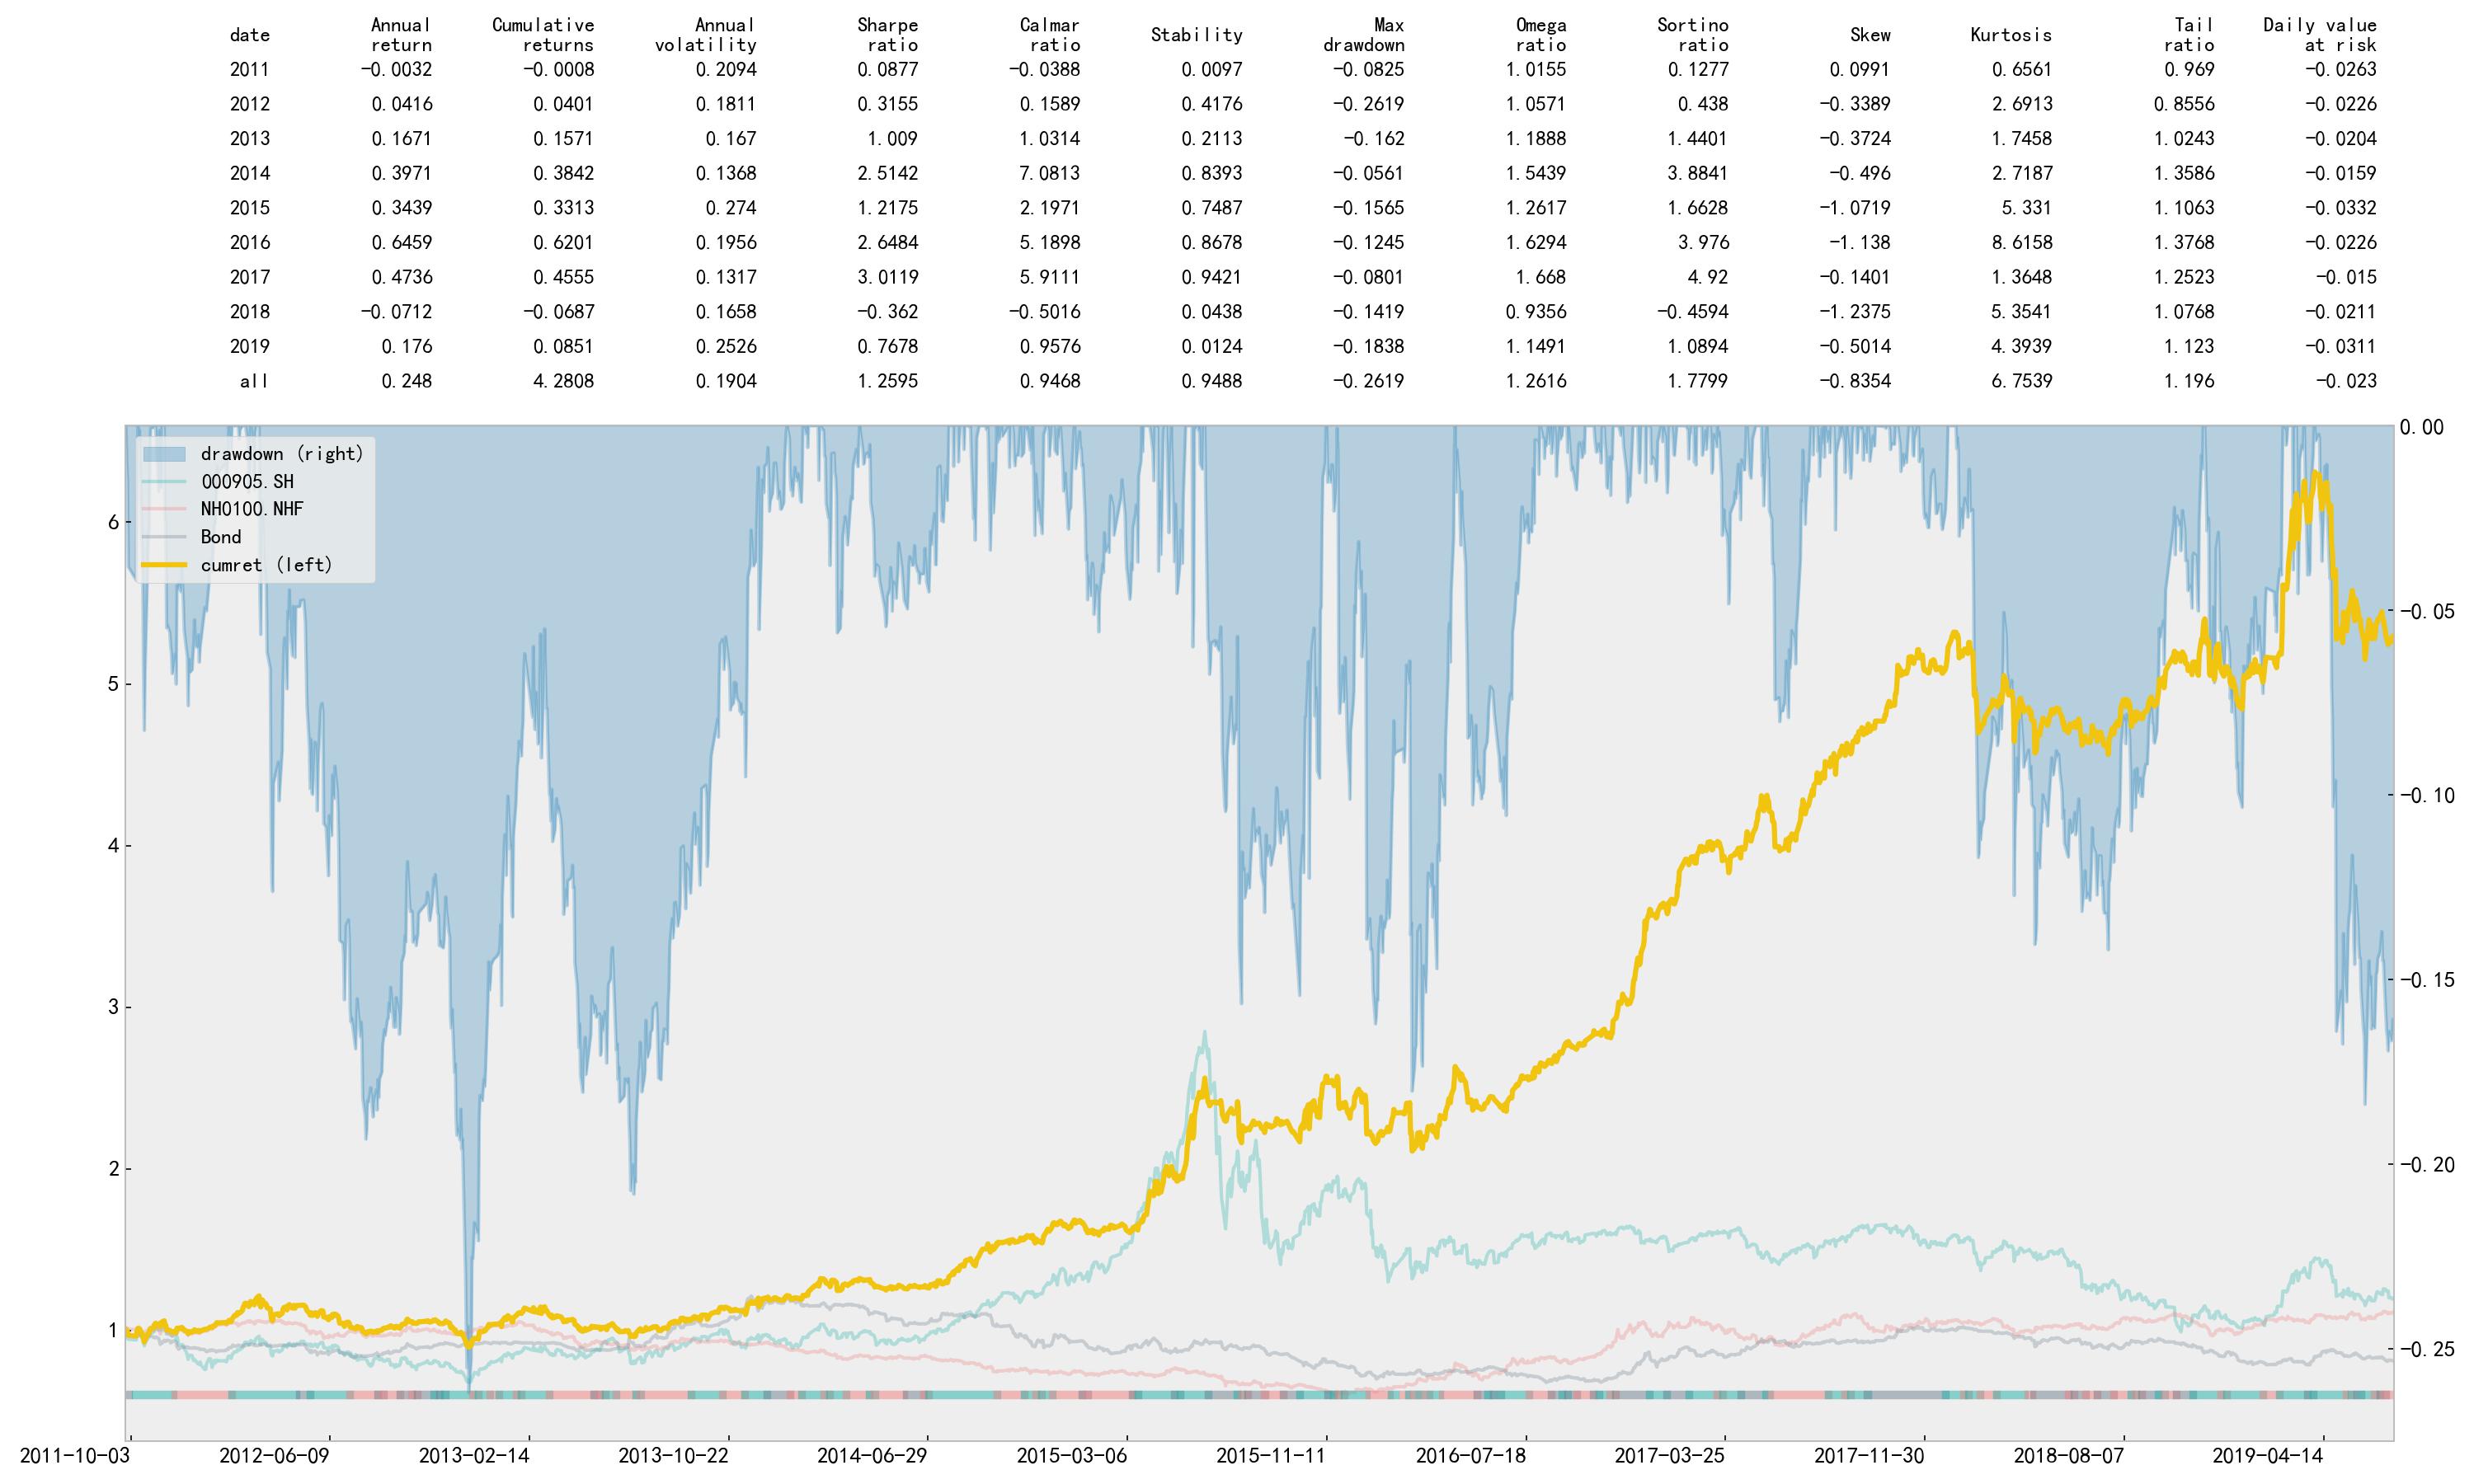 date Annual return Cumulative returns Annual volatility Sharpe ratio Calmar ratio Stability Max drawdown Omega ratio Sortino ratio Skew Kurtosis Tail ratio Daily value at risk
2011 −0.0032 −0.0008 0.2094 0.0877 −0.0388 0.0097 −0.0825 1.0155 0.1277 0.0991 0.6561 0.969 −0.0263
2012 0.0416 0.0401 0.1811 0.3155 0.1589 0.4176 −0.2619 1.0571 0.438 −0.3389 2.6913 0.8556 −0.0226
2013 0.1671 0.1571 0.167 1.009 1.0314 0.2113 −0.162 1.1888 1.4401 −0.3724 1.7458 1.0243 −0.0204
2014 0.3971 0.3842 0.1368 2.5142 7.0813 0.8393 −0.0561 1.5439 3.8841 −0.496 2.7187 1.3586 −0.0159
2015 0.3439 0.3313 0.274 1.2175 2.1971 0.7487 −0.1565 1.2617 1.6628 −1.0719 5.331 1.1063 −0.0332
2016 0.6459 0.6201 0.1956 2.6484 5.1898 0.8678 −0.1245 1.6294 3.976 −1.138 8.6158 1.3768 −0.0226
2017 0.4736 0.4555 0.1317 3.0119 5.9111 0.9421 −0.0801 1.668 4.92 −0.1401 1.3648 1.2523 −0.015
2018 −0.0712 −0.0687 0.1658 −0.362 −0.5016 0.0438 −0.1419 0.9356 −0.4594 −1.2375 5.3541 1.0768 −0.0211
2019 0.176 0.0851 0.2526 0.7678 0.9576 0.0124 −0.1838 1.1491 1.0894 −0.5014 4.3939 1.123 −0.0311
all 0.248 4.2808 0.1904 1.2595 0.9468 0.9488 −0.2619 1.2616 1.7799 −0.8354 6.7539 1.196 −0.023
drawdown (right)
000905.SH
NH0100.NHF
Bond
cumret (left)
6
5
4
3
2
1
0.00
−0.05
−0.10
−0.15
−0.20
−0.25
2011−10−03 2012−06−09 2013−02−14 2013−10−22 2014−06−29 2015−03−06 2015−11−11 2016−07−18 2017−03−25 2017−11−30 2018−08−07 2019−04−14